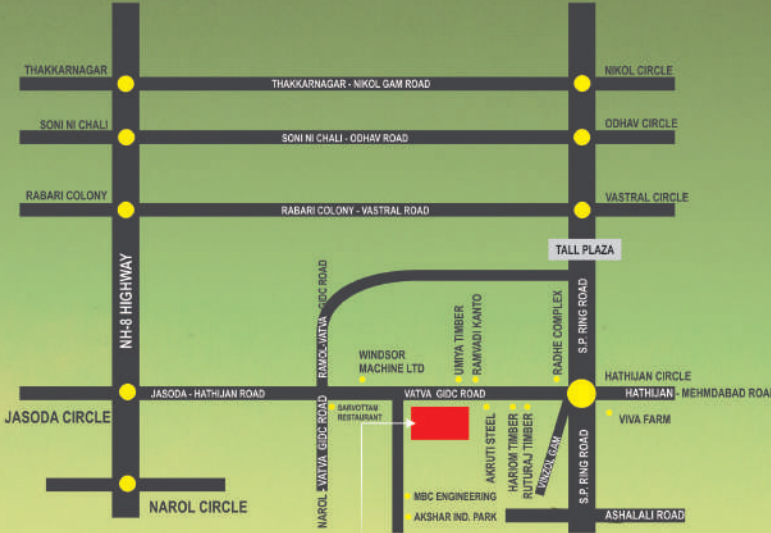 THAKKARNAGAR
NIKOL CIRCLE
THAKKARNAGAR - NIKOL GAM ROAD
SONI NI CHALI
ODHAV CIRCLE
SONI NI CHALI - ODHAV ROAD
RABARI COLONY
VASTRAL CIRCLE
RABARI COLONY - VASTRAL ROAD
TALL PLAZA
NH-8 HIGHWAY
RAMOL-VATVA GIDC ROAD
S.P. RING ROAD
WINDSOR
MACHINE LTD
UMIYA TIMBER
RAMVADI KANTO
RADHE COMPLEX
HATHIJAN CIRCLE
JASODA - HATHIJAN ROAD
VATVA GIDC ROAD
HATHIJAN - MEHMDABAD ROAD
JASODA CIRCLE
SARVOTTAM
RESTAURANT
VIVA FARM
NAROL - VATVA GIDC ROAD
AKRUTI STEEL
HARIOM TIMBER
RUTURAJ TIMBER
VINZOL GAM
S.P. RING ROAD
MBC ENGINEERING
NAROL CIRCLE
AKSHAR IND. PARK
ASHALALI ROAD